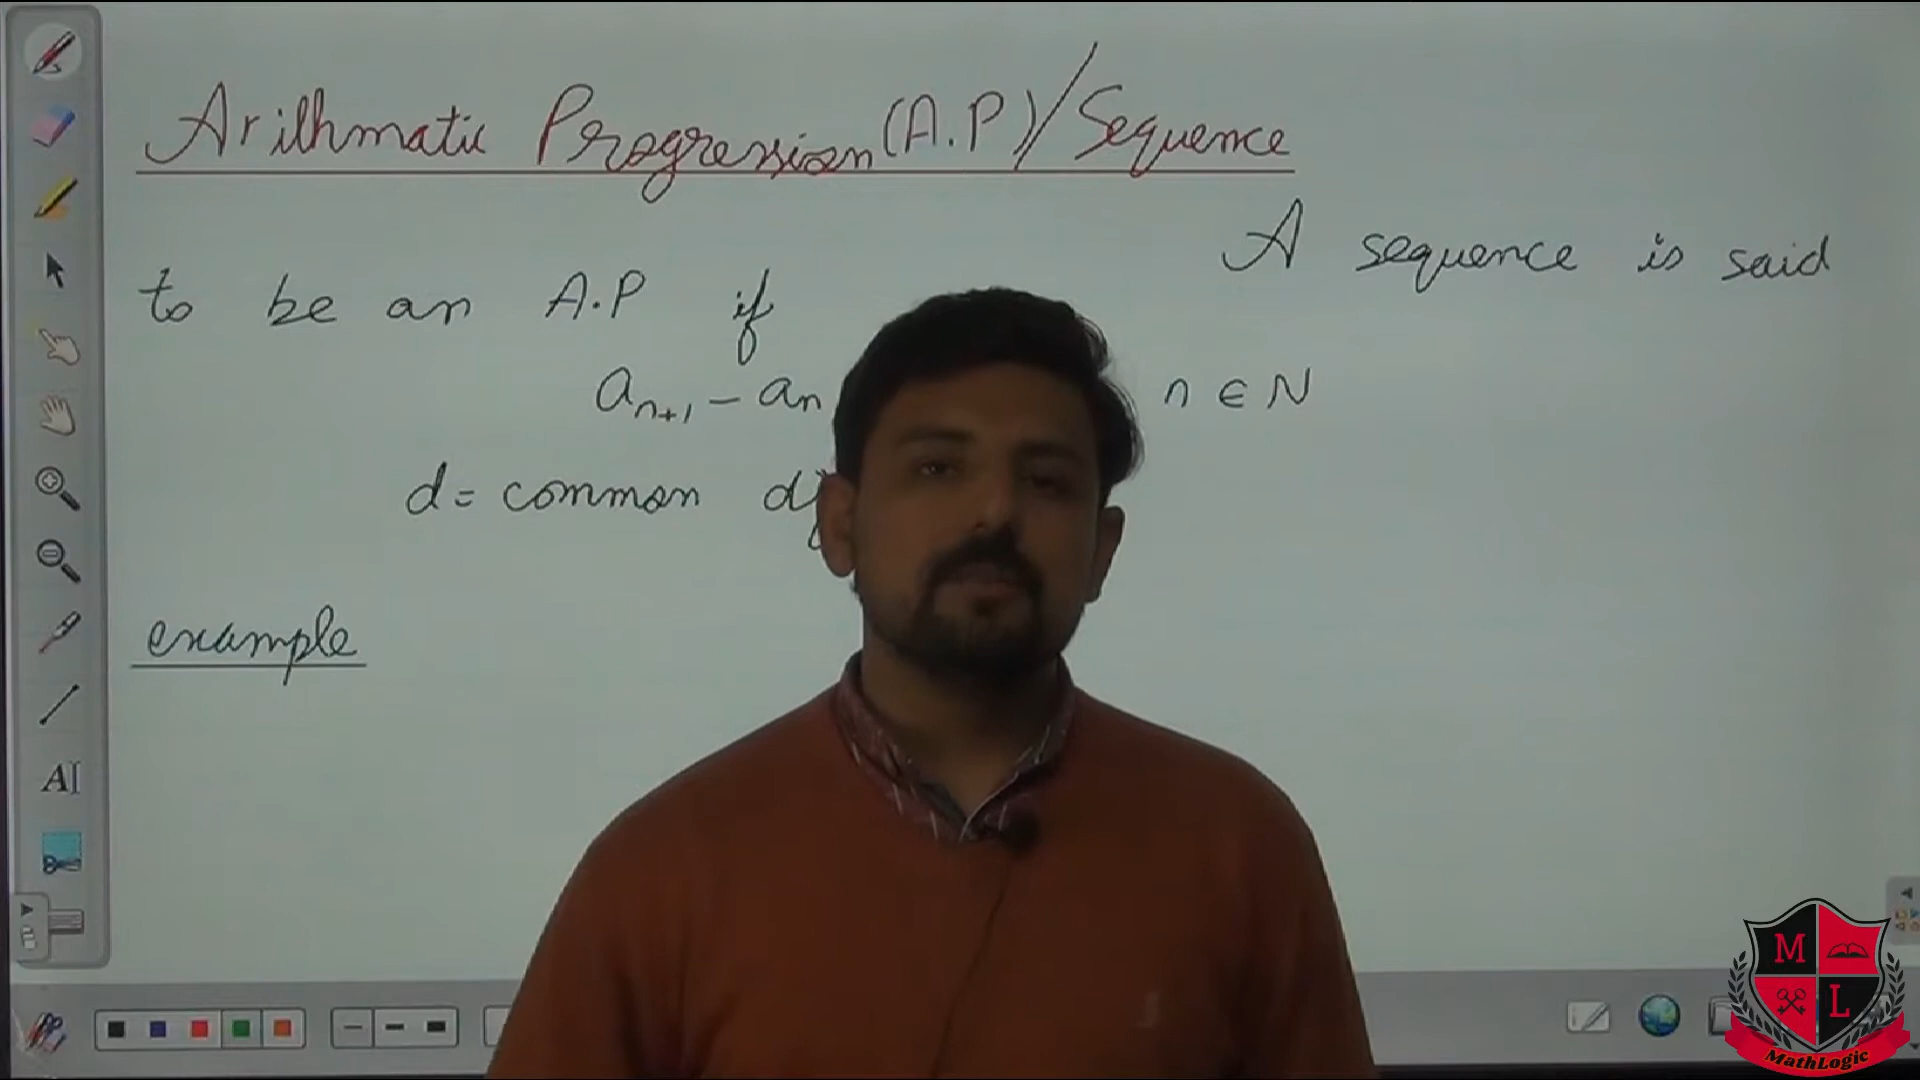 Arithmatic Progression (A.P)/Sequence
A sequence is said
to be an A.P if
aₙ₊₁ - aₙ n ∈ N
d = common
example
AI
M
L
MathLogic